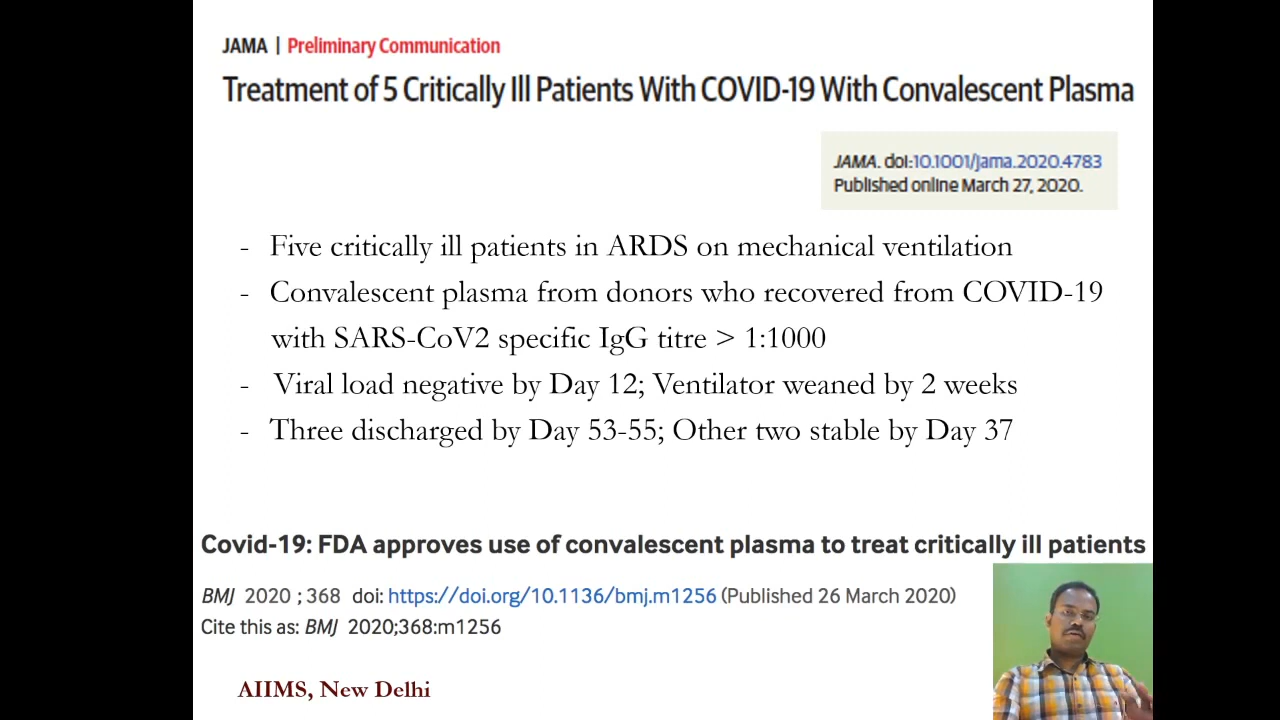 JAMA | Preliminary Communication
Treatment of 5 Critically Ill Patients With COVID-19 With Convalescent Plasma
JAMA. doi:10.1001/jama.2020.4783
Published online March 27, 2020.
- Five critically ill patients in ARDS on mechanical ventilation
- Convalescent plasma from donors who recovered from COVID-19
with SARS-CoV2 specific IgG titre > 1:1000
- Viral load negative by Day 12; Ventilator weaned by 2 weeks
- Three discharged by Day 53-55; Other two stable by Day 37
Covid-19: FDA approves use of convalescent plasma to treat critically ill patients
BMJ 2020 ; 368 doi: https://doi.org/10.1136/bmj.m1256 (Published 26 March 2020)
Cite this as: BMJ 2020;368:m1256
AIIMS, New Delhi